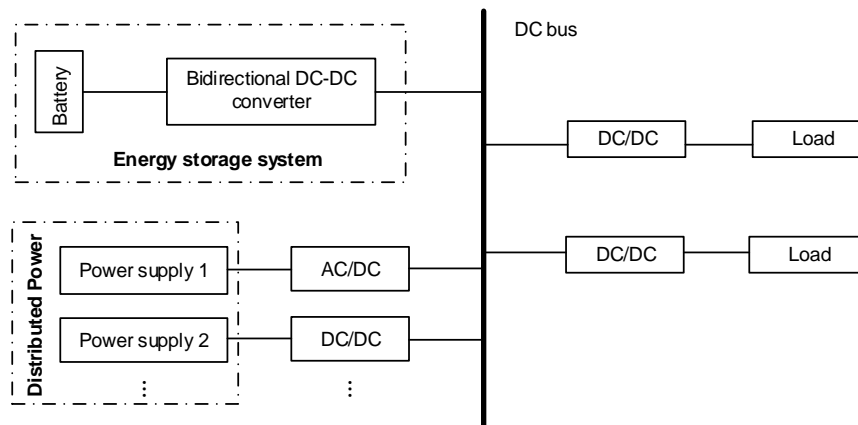 DC bus
Battery
Bidirectional DC-DC
converter
Energy storage system
DC/DC
Load
Distributed Power
Power supply 1
AC/DC
DC/DC
Load
Power supply 2
DC/DC
⋮
⋮